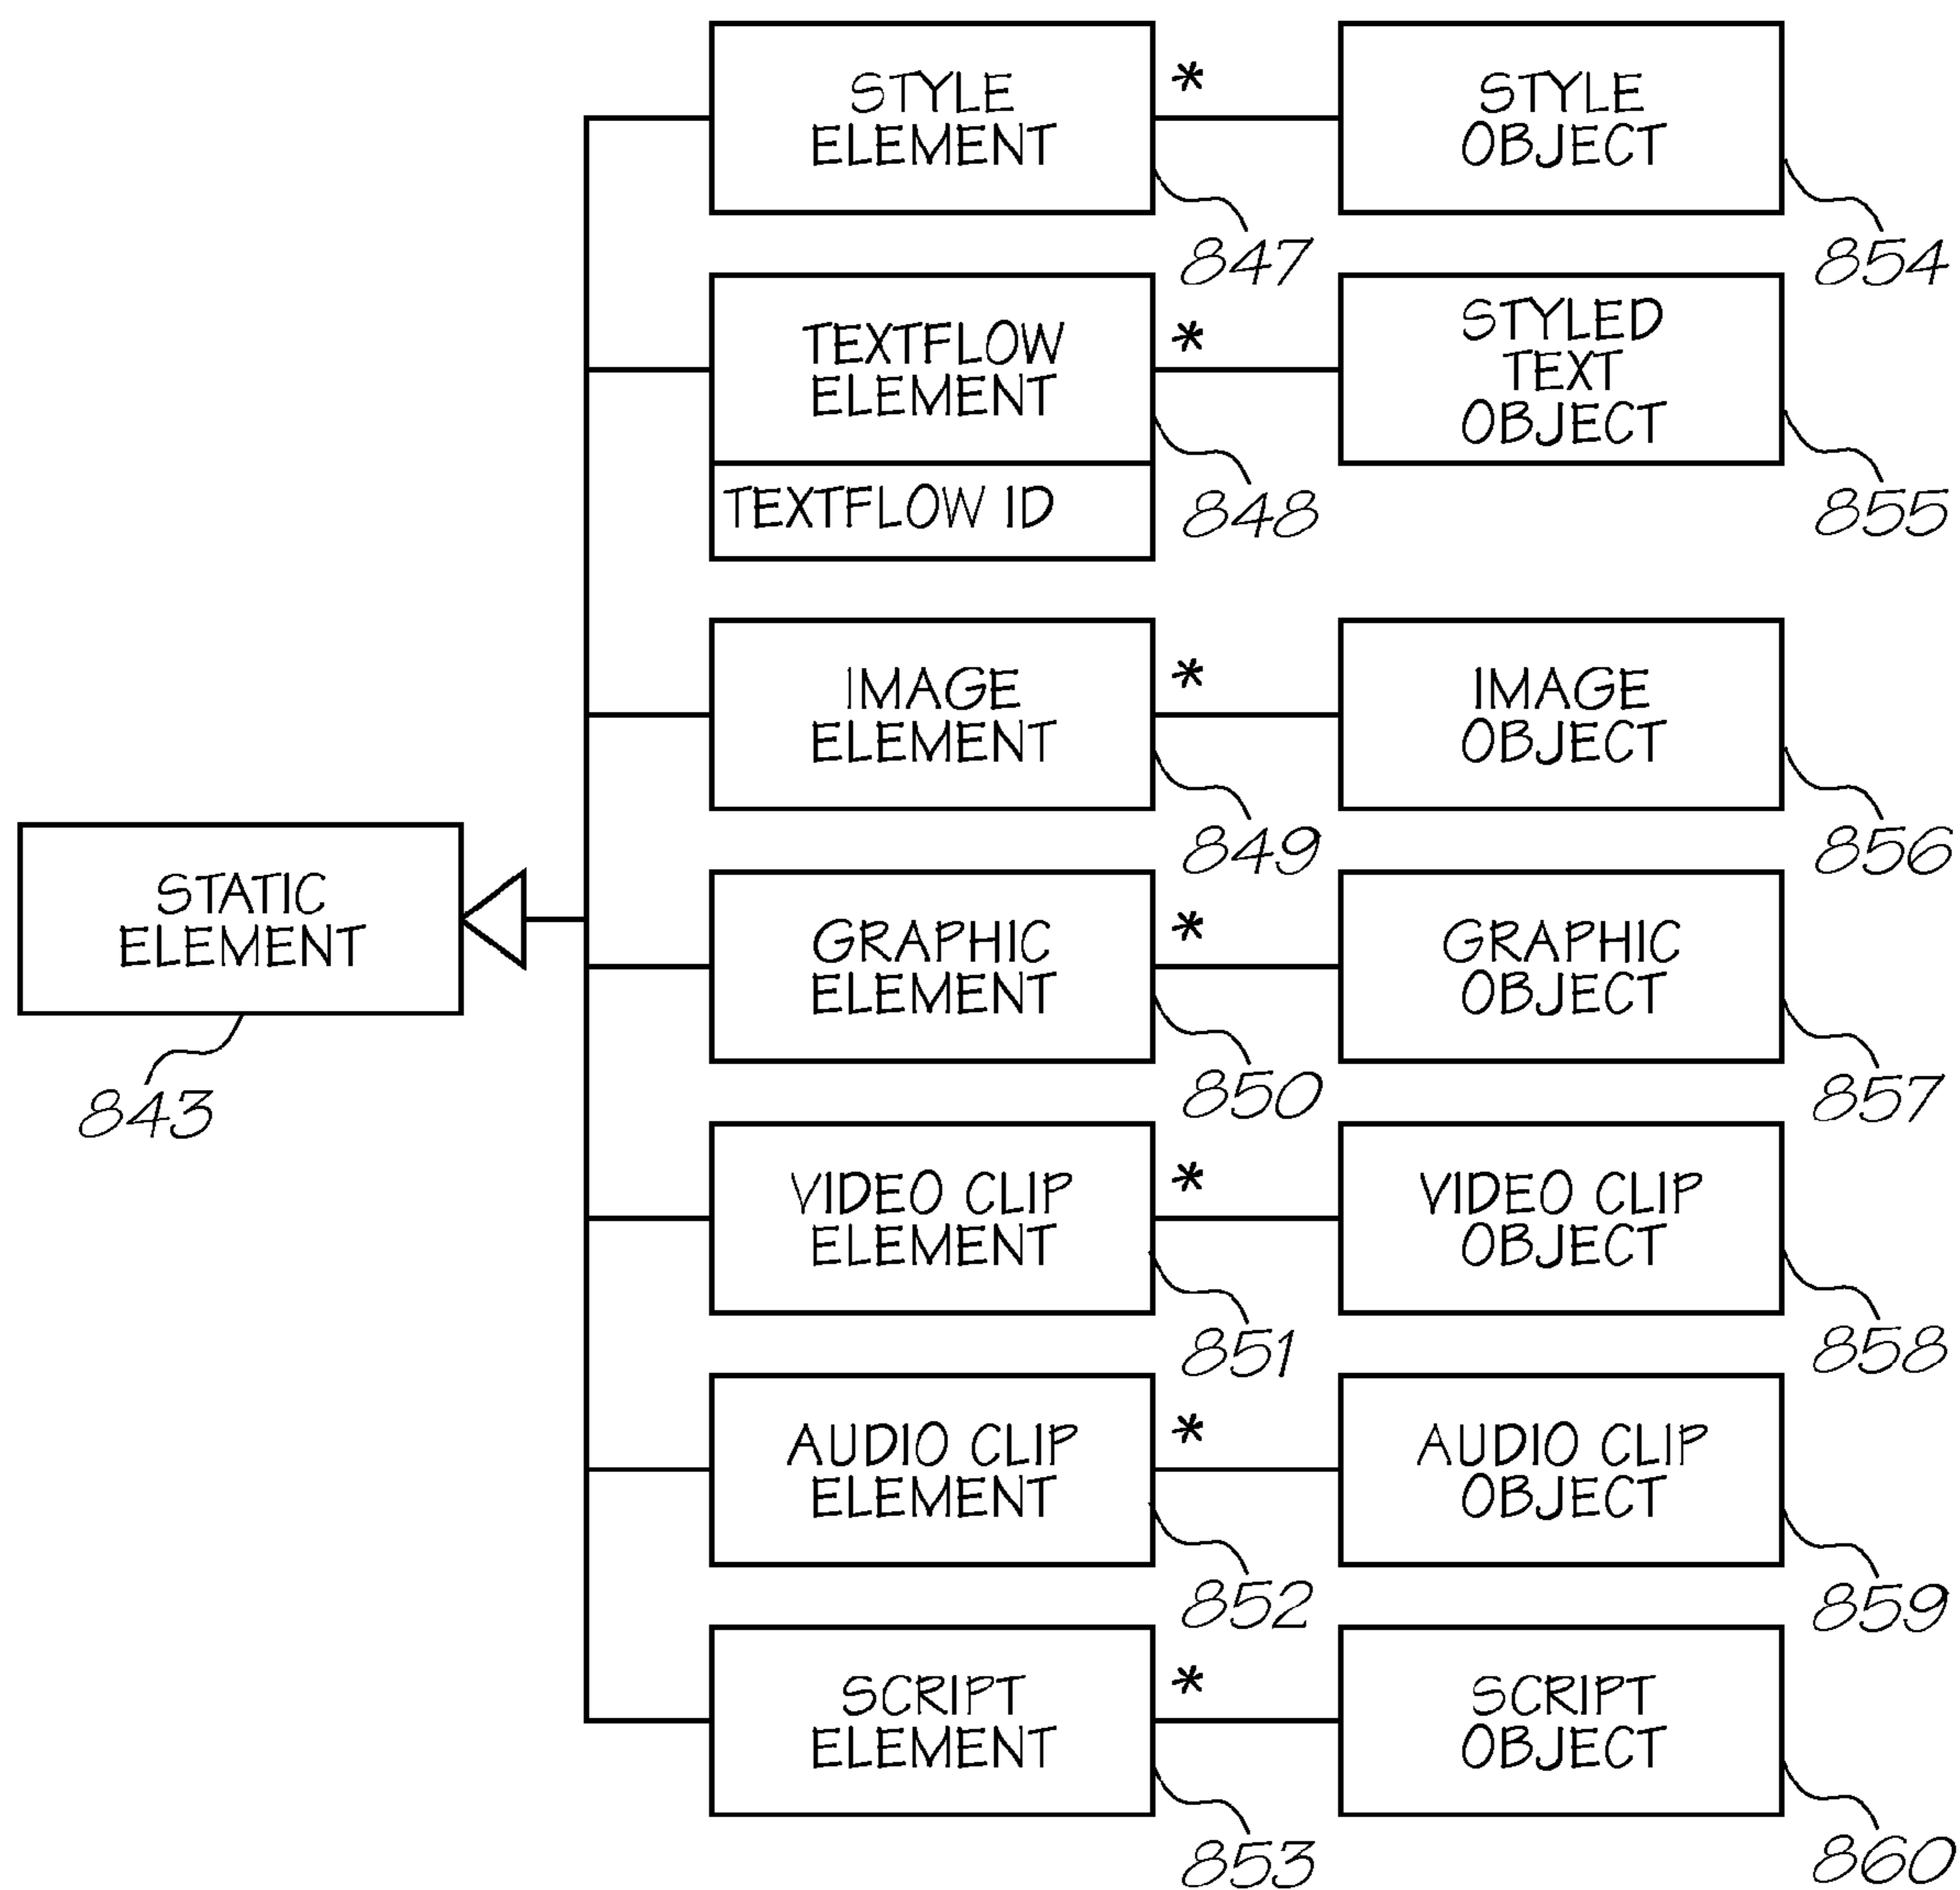 STYLE
ELEMENT
*
STYLE
OBJECT
847
854
TEXTFLOW
ELEMENT
*
STYLED
TEXT
OBJECT
TEXTFLOW ID
848
855
IMAGE
ELEMENT
*
IMAGE
OBJECT
849
856
STATIC
ELEMENT
843
GRAPHIC
ELEMENT
*
GRAPHIC
OBJECT
850
857
VIDEO CLIP
ELEMENT
*
VIDEO CLIP
OBJECT
851
858
AUDIO CLIP
ELEMENT
*
AUDIO CLIP
OBJECT
852
859
SCRIPT
ELEMENT
*
SCRIPT
OBJECT
853
860